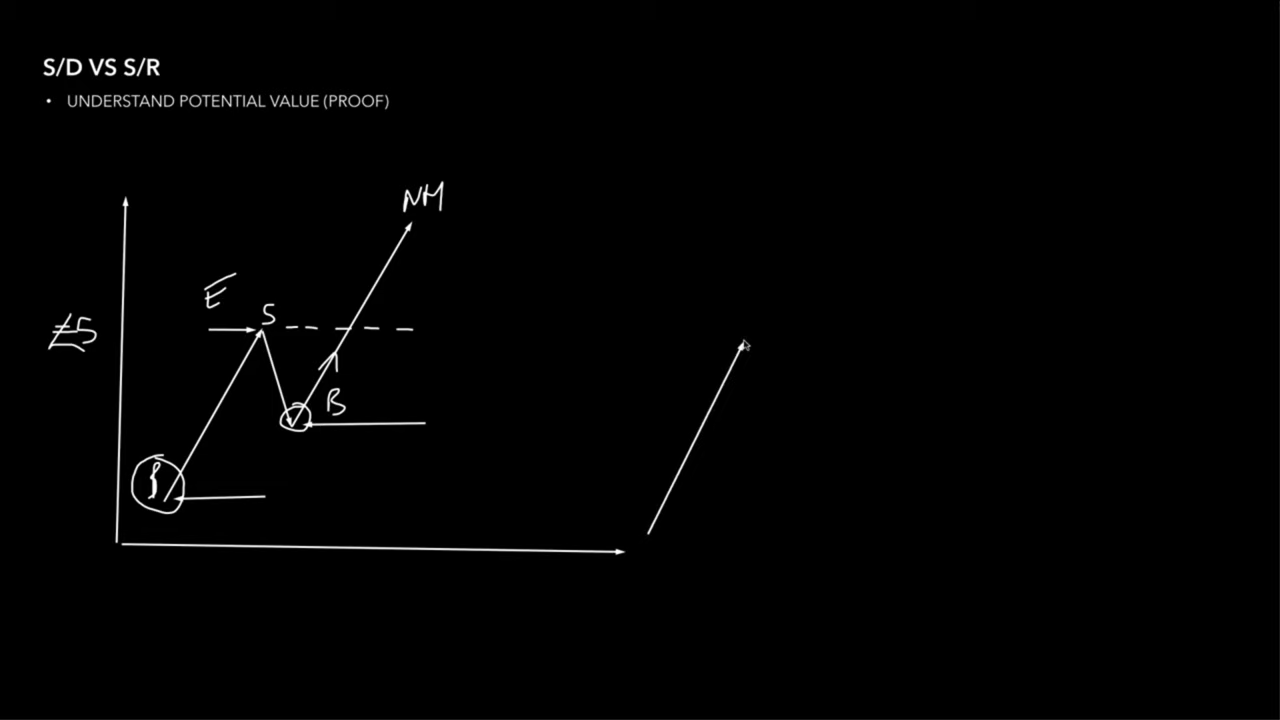 S/D VS S/R
• UNDERSTAND POTENTIAL VALUE (PROOF)
NM
E
S
£5
B